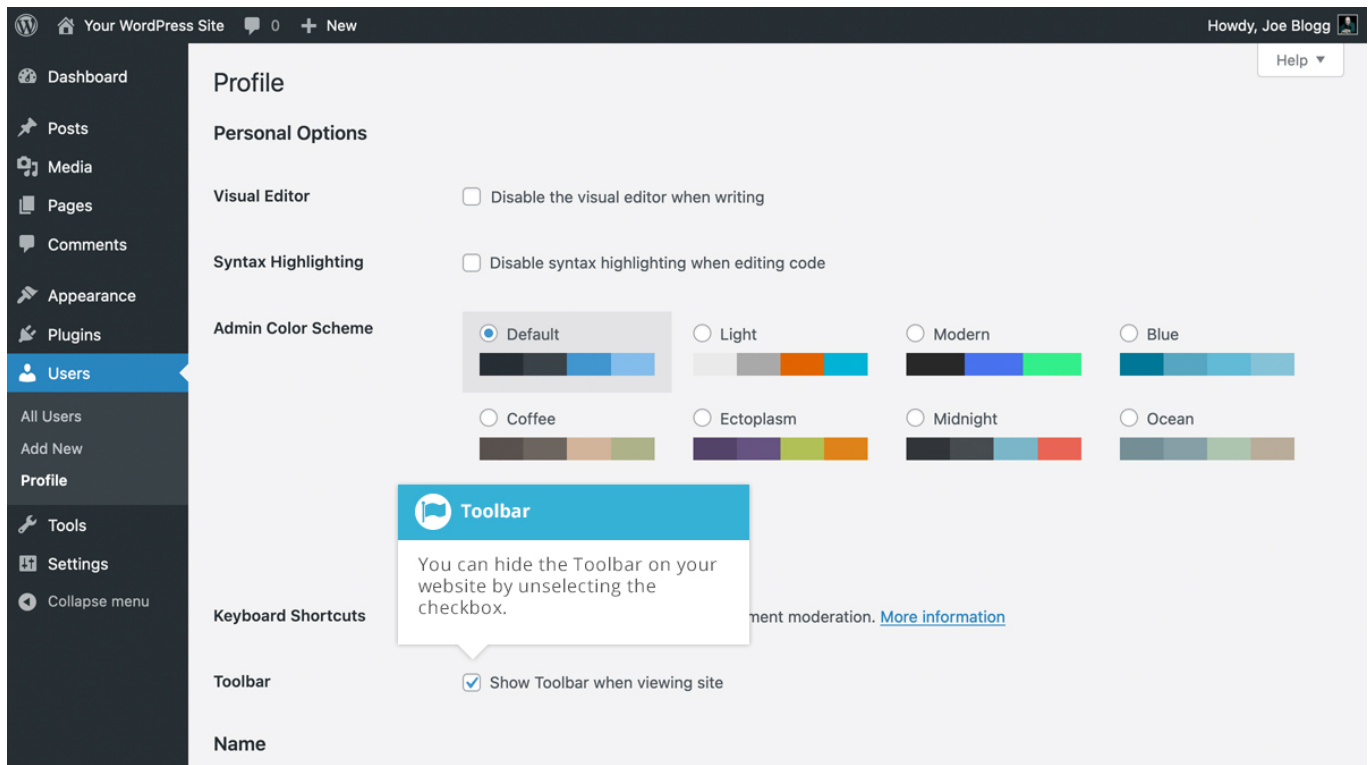 Your WordPress Site 0 New Howdy, Joe Blogg
Help
Dashboard
Posts
Media
Pages
Comments
Appearance
Plugins
Users
All Users
Add New
Profile
Tools
Settings
Collapse menu
Profile
Personal Options
Visual Editor Disable the visual editor when writing
Syntax Highlighting Disable syntax highlighting when editing code
Admin Color Scheme
Default Light Modern Blue
Coffee Ectoplasm Midnight Ocean
Toolbar
You can hide the Toolbar on your
website by unselecting the
checkbox.
Keyboard Shortcuts moderation. More information
Toolbar Show Toolbar when viewing site
Name